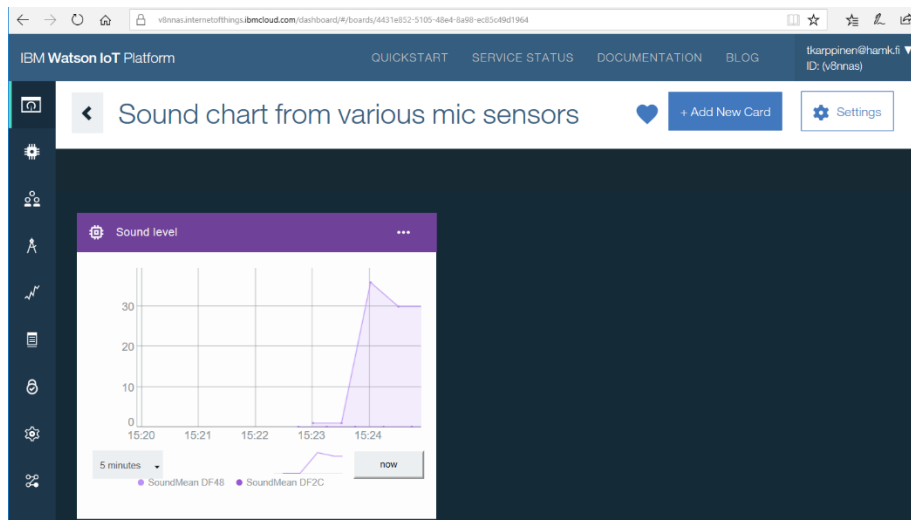 v8nnas.internetofthings.ibmcloud.com/dashboard/#/boards/4431e852-5105-48e4-8a98-ec85c49d1964
IBM Watson IoT Platform
QUICKSTART
SERVICE STATUS
DOCUMENTATION
BLOG
tkarppinen@hamk.fi
ID: (v8nnas)
Sound chart from various mic sensors
+ Add New Card
Settings
Sound level
30
20
10
0
15:20 15:21 15:22 15:23 15:24
5 minutes
now
SoundMean DF48 SoundMean DF2C